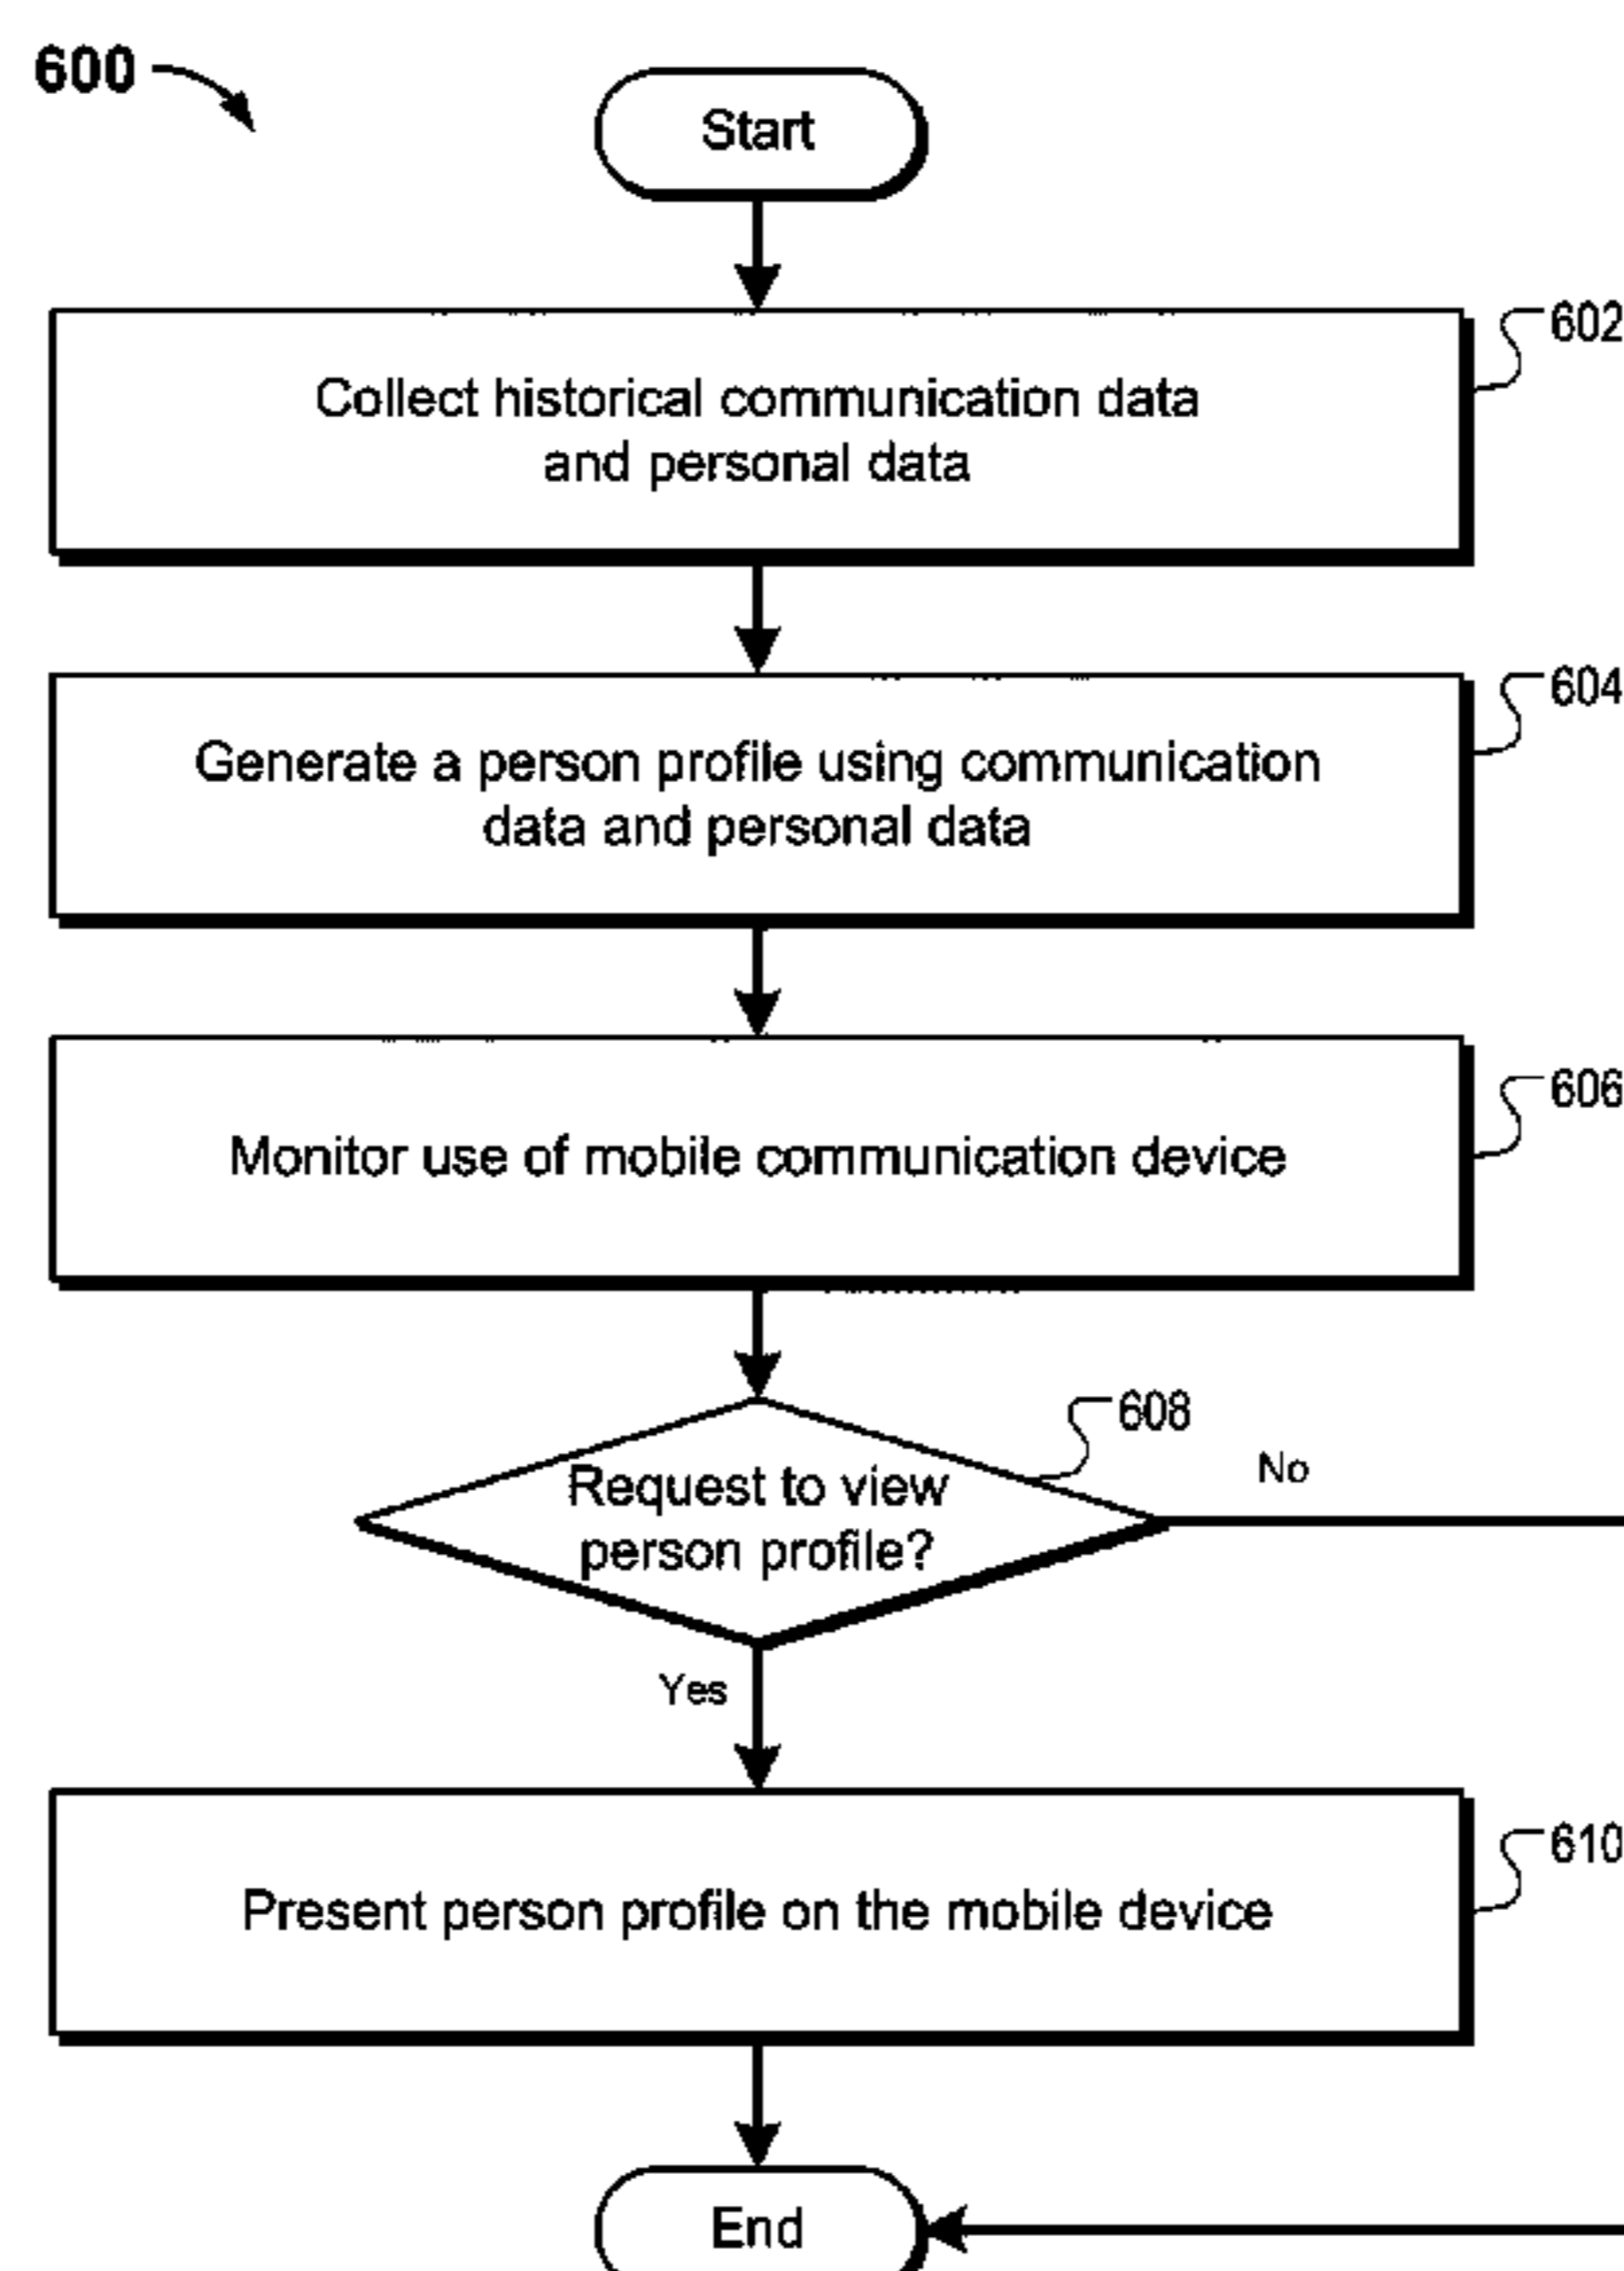 600
Start
602
Collect historical communication data
and personal data
604
Generate a person profile using communication
data and personal data
606
Monitor use of mobile communication device
608
Request to view
person profile?
No
Yes
610
Present person profile on the mobile device
End